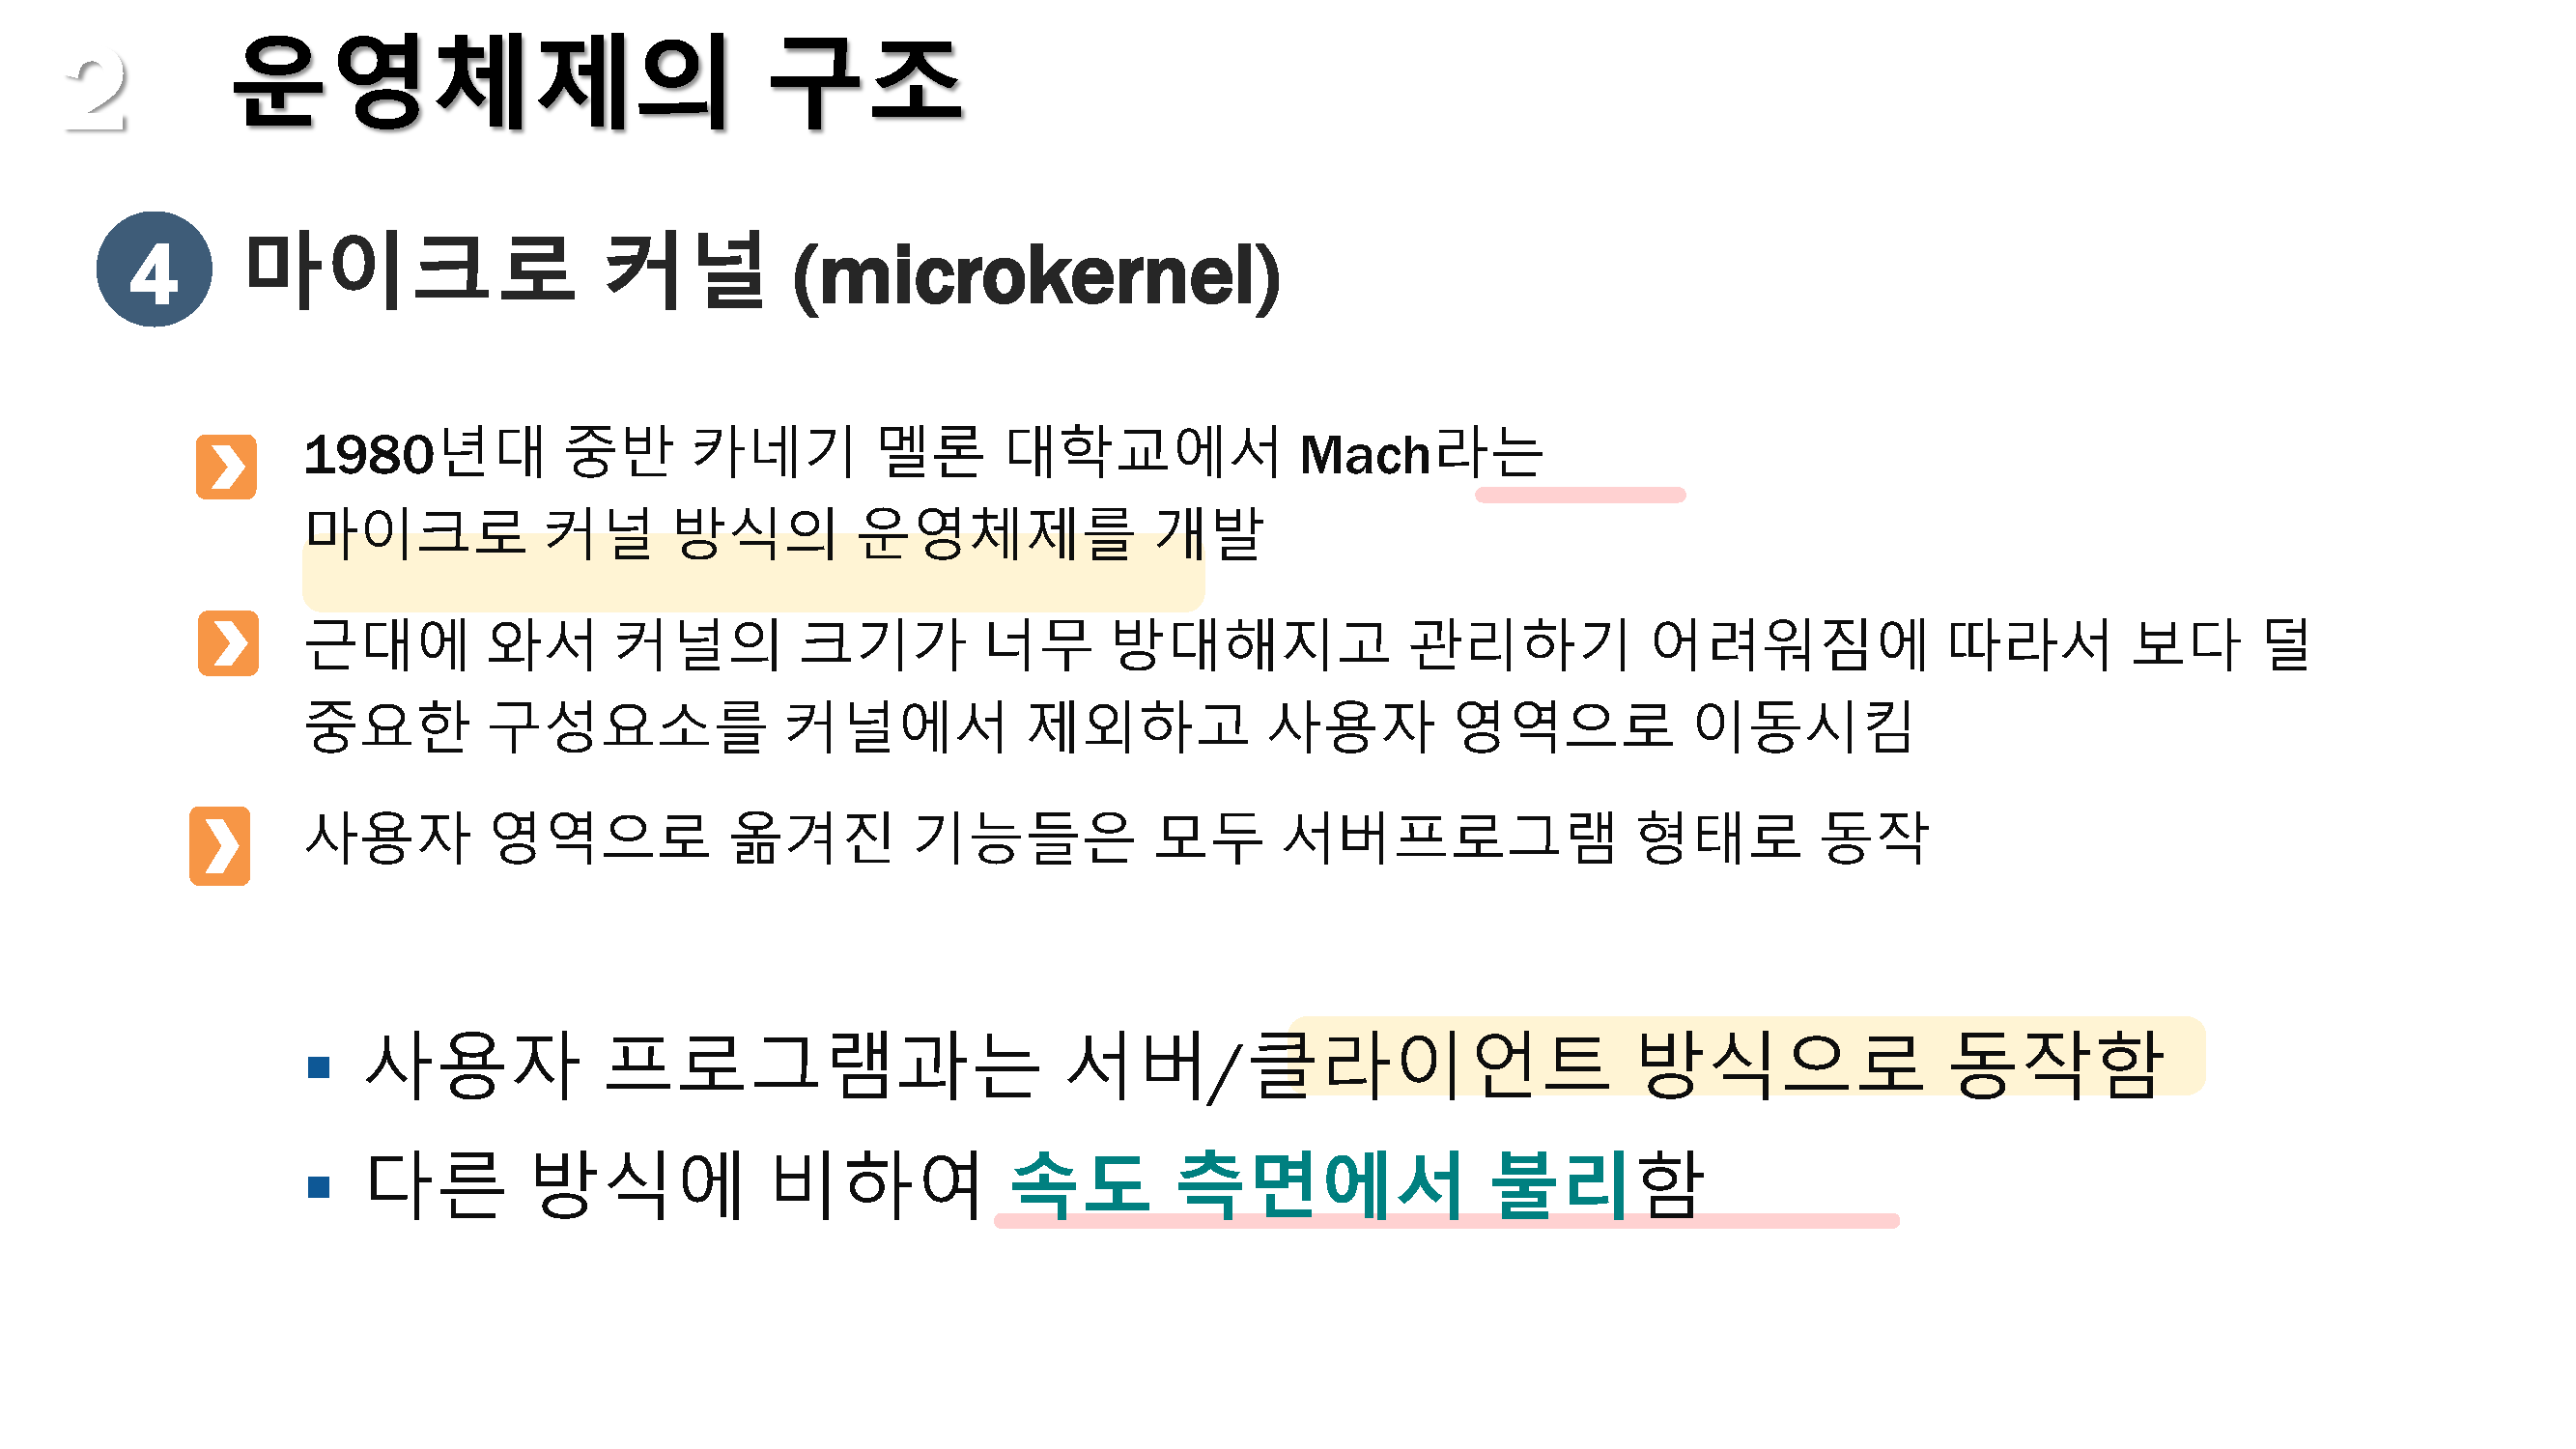 2 운영체제의 구조
4 마이크로 커널 (microkernel)
1980년대 중반 카네기 멜론 대학교에서 Mach라는
마이크로 커널 방식의 운영체제를 개발
근대에 와서 커널의 크기가 너무 방대해지고 관리하기 어려워짐에 따라서 보다 덜
중요한 구성요소를 커널에서 제외하고 사용자 영역으로 이동시킴
사용자 영역으로 옮겨진 기능들은 모두 서버프로그램 형태로 동작
▪ 사용자 프로그램과는 서버/클라이언트 방식으로 동작함
▪ 다른 방식에 비하여 속도 측면에서 불리함